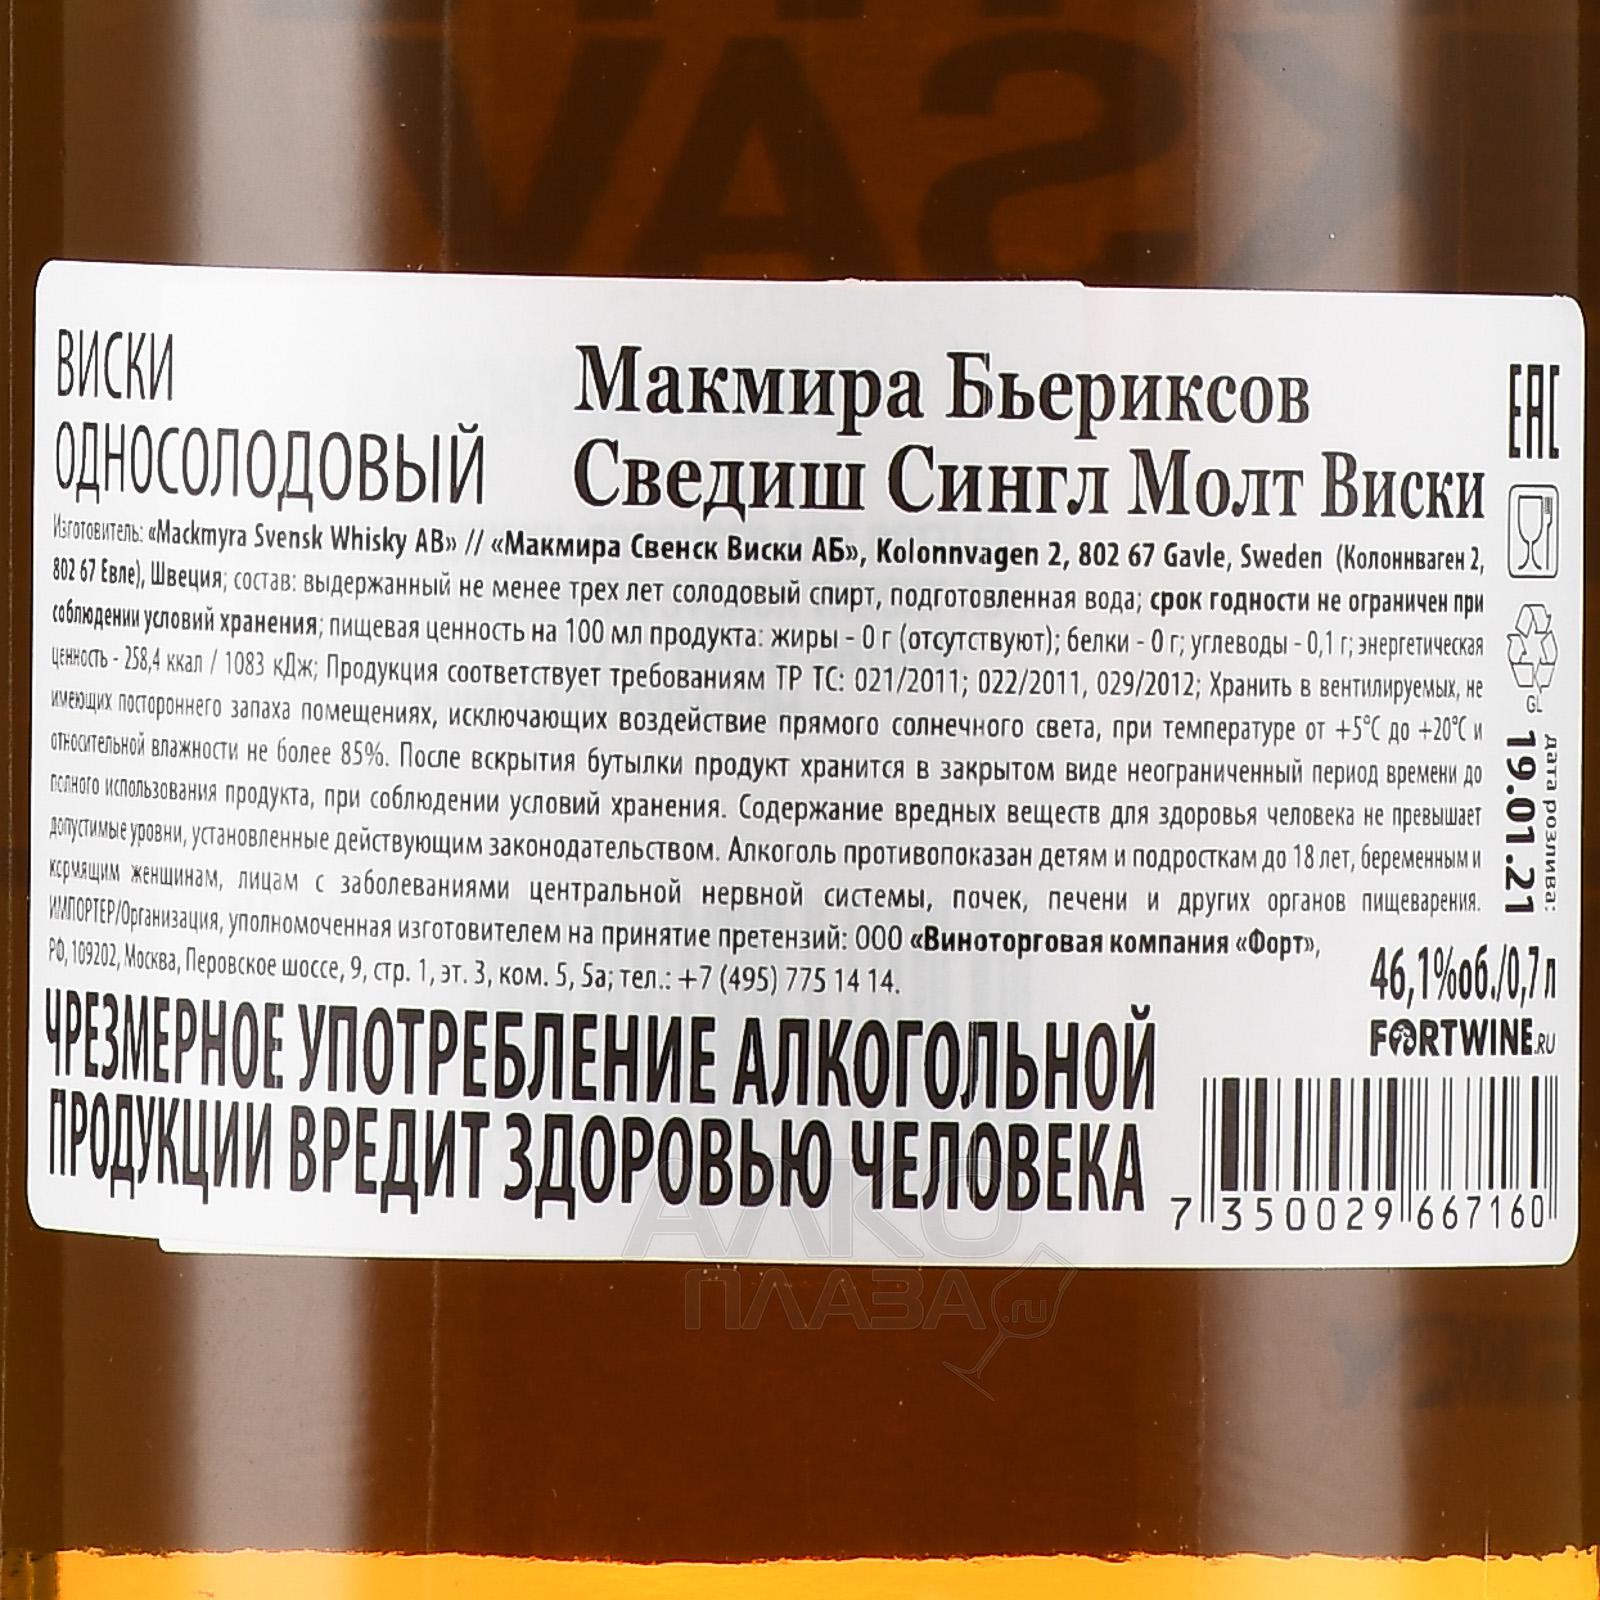 ВИСКИ
ОДНОСОЛОДОВЫЙ
Макмира Бьериксов
Сведиш Сингл Молт Виски
Изготовитель: «Mackmyra Svensk Whisky AB» // «Макмира Свенск Виски АБ», Kolonnvagen 2, 802 67 Gavle, Sweden (Колоннваген 2,
802 67 Евле), Швеция; состав: выдержанный не менее трех лет солодовый спирт, подготовленная вода; срок годности не ограничен при
соблюдении условий хранения; пищевая ценность на 100 мл продукта: жиры - 0 г (отсутствуют); белки - 0 г; углеводы - 0,1 г; энергетическая
ценность - 258,4 ккал / 1083 кДж; Продукция соответствует требованиям ТР ТС: 021/2011; 022/2011, 029/2012; Хранить в вентилируемых, не
имеющих постороннего запаха помещениях, исключающих воздействие прямого солнечного света, при температуре от +5°С до +20°С и
относительной влажности не более 85%. После вскрытия бутылки продукт хранится в закрытом виде неограниченный период времени до
полного использования продукта, при соблюдении условий хранения. Содержание вредных веществ для здоровья человека не превышает
допустимые уровни, установленные действующим законодательством. Алкоголь противопоказан детям и подросткам до 18 лет, беременным и
кормящим женщинам, лицам с заболеваниями центральной нервной системы, почек, печени и других органов пищеварения.
ИМПОРТЕР/Организация, уполномоченная изготовителем на принятие претензий: ООО «Виноторговая компания «Форт»,
РФ, 109202, Москва, Перовское шоссе, 9, стр. 1, эт. 3, ком. 5, 5а; тел.: +7 (495) 775 14 14.
ЧРЕЗМЕРНОЕ УПОТРЕБЛЕНИЕ АЛКОГОЛЬНОЙ
ПРОДУКЦИИ ВРЕДИТ ЗДОРОВЬЮ ЧЕЛОВЕКА
EAC
GL
дата розлива:
19.01.21
46,1%об./0,7 л
FORTWINE.RU
7 350029 667160
АЛКО
ПЛАЗА.ru